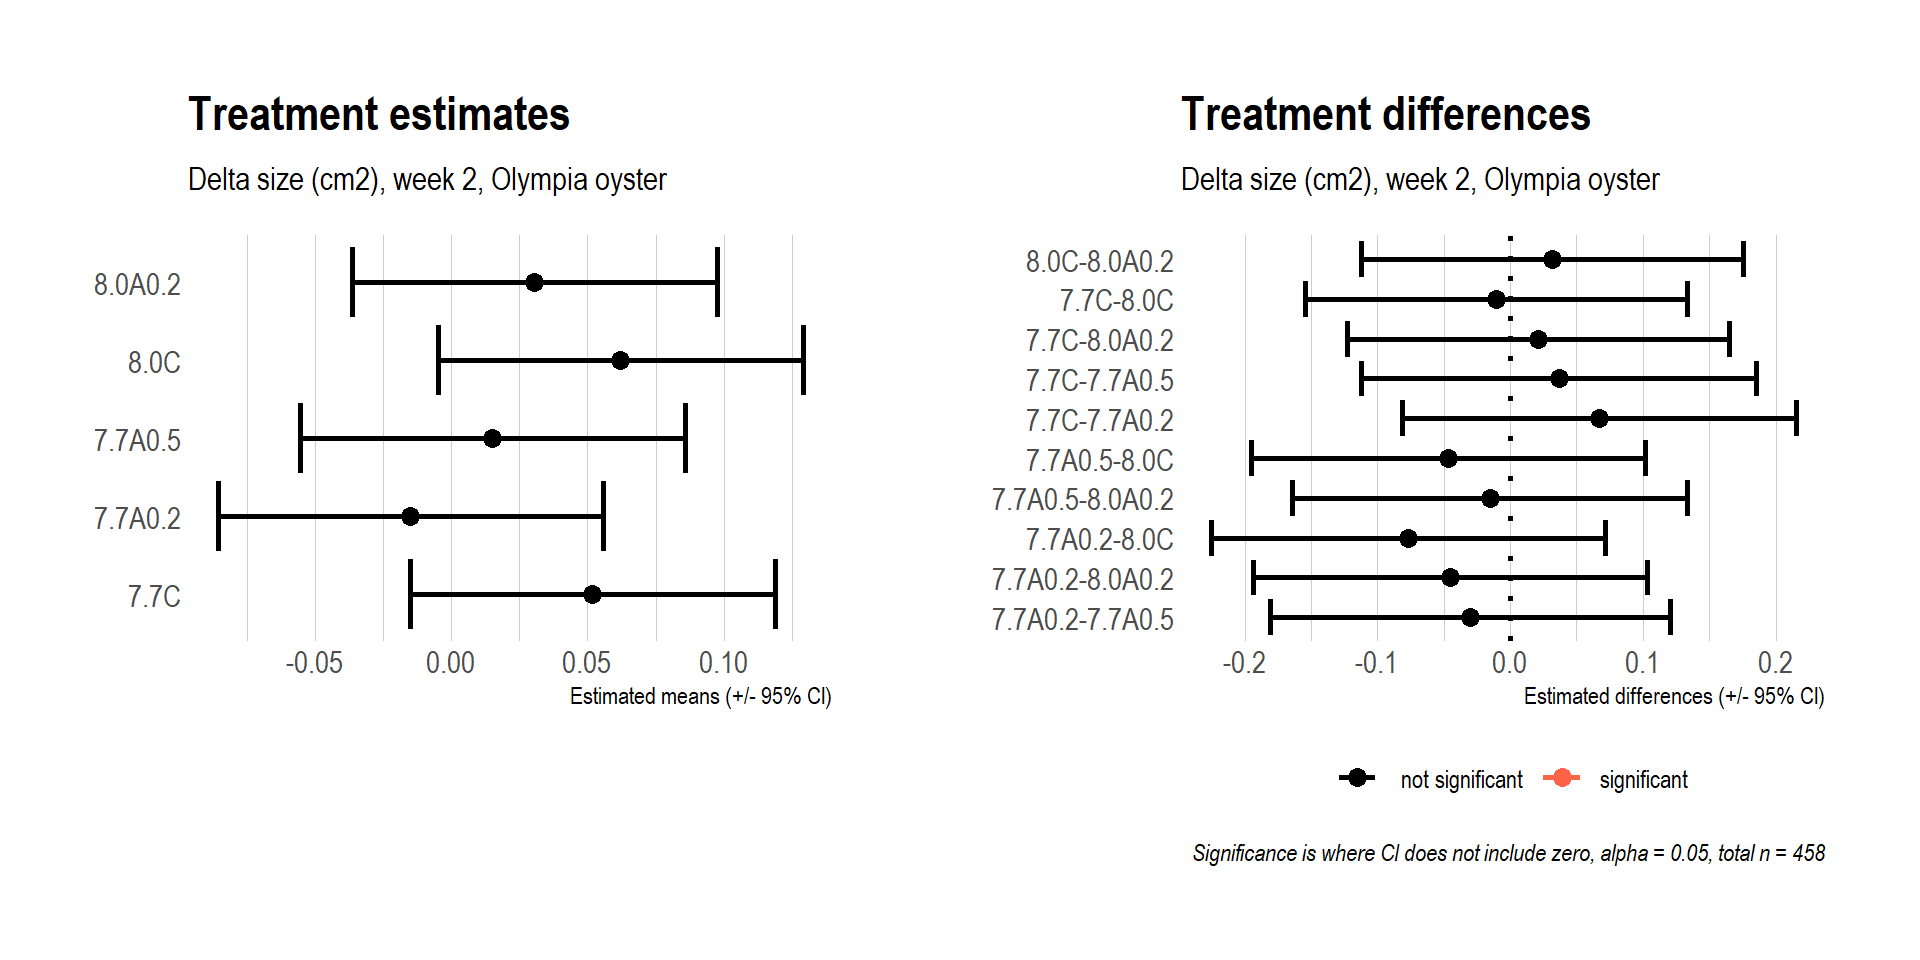 Treatment estimates
Delta size (cm2), week 2, Olympia oyster
8.0A0.2
8.0C
7.7A0.5
7.7A0.2
7.7C
-0.05 0.00 0.05 0.10
Estimated means (+/- 95% CI)
Treatment differences
Delta size (cm2), week 2, Olympia oyster
8.0C-8.0A0.2
7.7C-8.0C
7.7C-8.0A0.2
7.7C-7.7A0.5
7.7C-7.7A0.2
7.7A0.5-8.0C
7.7A0.5-8.0A0.2
7.7A0.2-8.0C
7.7A0.2-8.0A0.2
7.7A0.2-7.7A0.5
-0.2 -0.1 0.0 0.1 0.2
Estimated differences (+/- 95% CI)
not significant significant
Significance is where CI does not include zero, alpha = 0.05, total n = 458